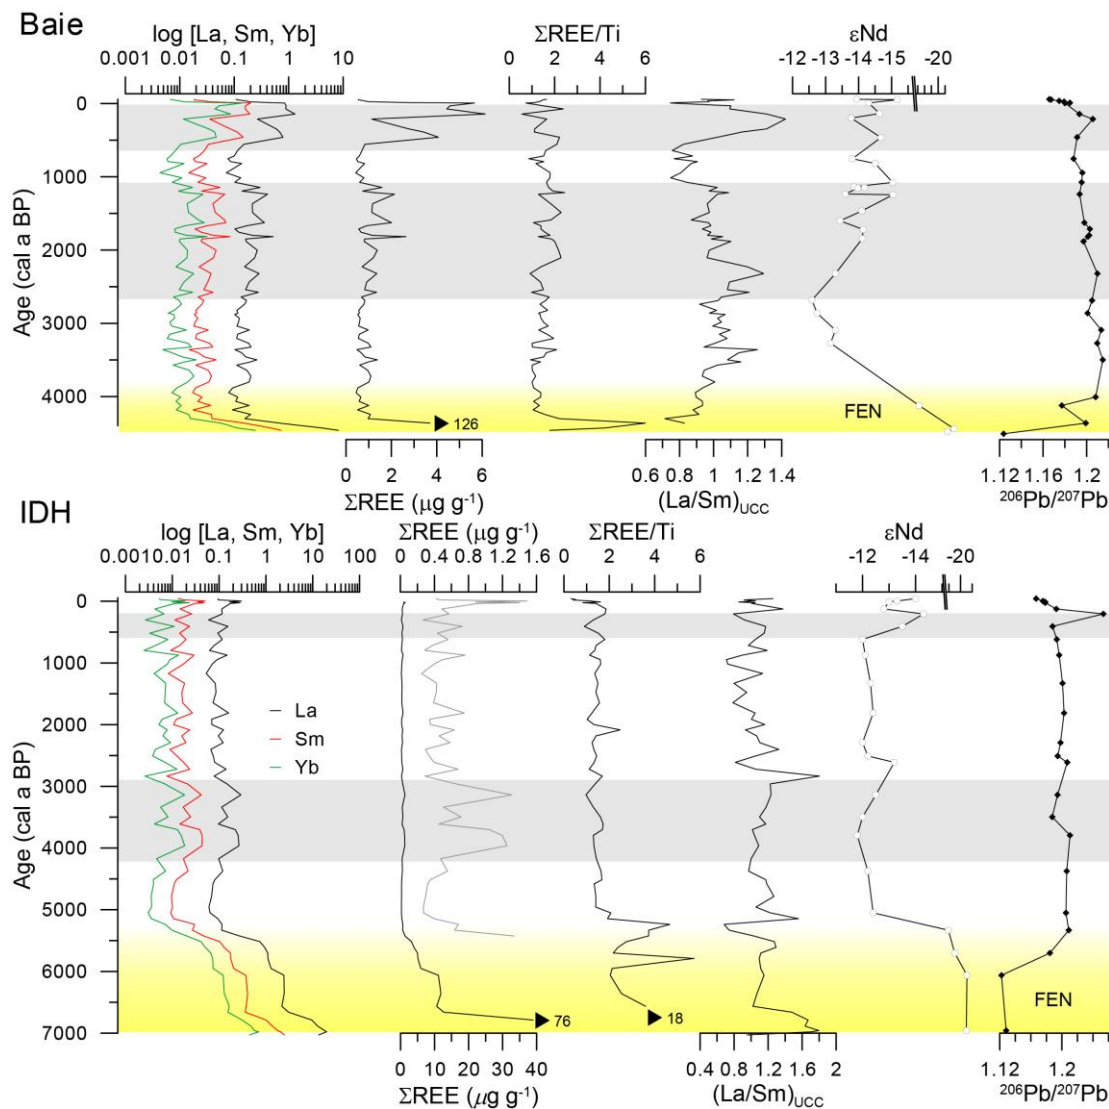 Baie
log [La, Sm, Yb]
ΣREE/Ti
εNd
0.001 0.01 0.1 1 10
0 2 4 6
-12 -13 -14 -15 -20
Age (cal a BP)
0
1000
2000
3000
4000
FEN
126
0 2 4 6
0.6 0.8 1 1.2 1.4
1.12 1.16 1.2
ΣREE (μg g⁻¹)
(La/Sm)UCC
²⁰⁶Pb/²⁰⁷Pb
IDH
log [La, Sm, Yb]
ΣREE (μg g⁻¹)
ΣREE/Ti
εNd
0.001 0.01 0.1 1 10 100
0 0.4 0.8 1.2 1.6
0 2 4 6
-12 -14 -20
Age (cal a BP)
0
1000
2000
3000
4000
5000
6000
7000
La
Sm
Yb
FEN
76
18
0 10 20 30 40
0.4 0.8 1.2 1.6 2
1.12 1.2
ΣREE (μg g⁻¹)
(La/Sm)UCC
²⁰⁶Pb/²⁰⁷Pb